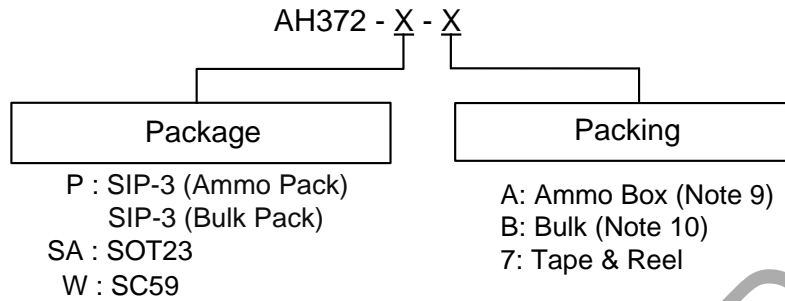 AH372 - X - X
Package
P : SIP-3 (Ammo Pack)
SIP-3 (Bulk Pack)
SA : SOT23
W : SC59
Packing
A: Ammo Box (Note 9)
B: Bulk (Note 10)
7: Tape & Reel